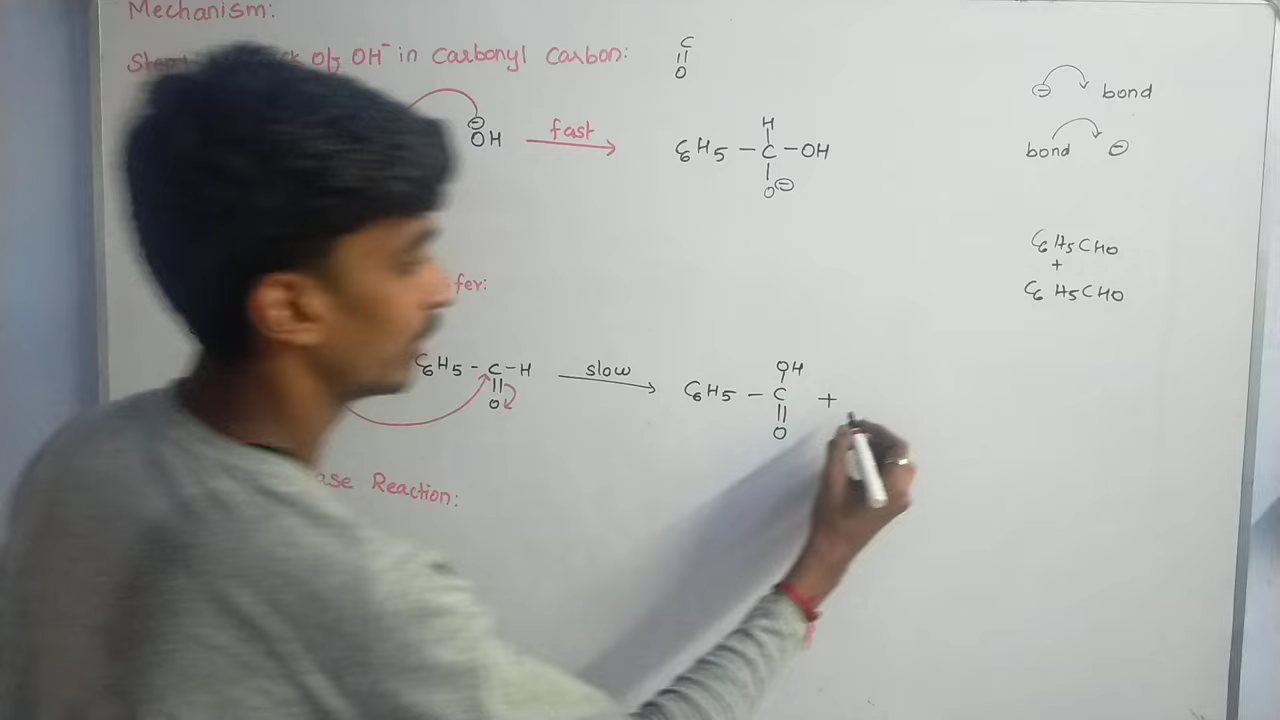 Mechanism:
of OH⁻ in Carbonyl Carbon:
C
||
O
⊖ bond
bond ⊖
⊖
OH
fast
H
C₆H₅ – C – OH
O⊖
C₆H₅CHO
+
C₆H₅CHO
fer:
C₆H₅ – C – H
||
O
slow
OH
C₆H₅ – C +
||
O
ase Reaction: